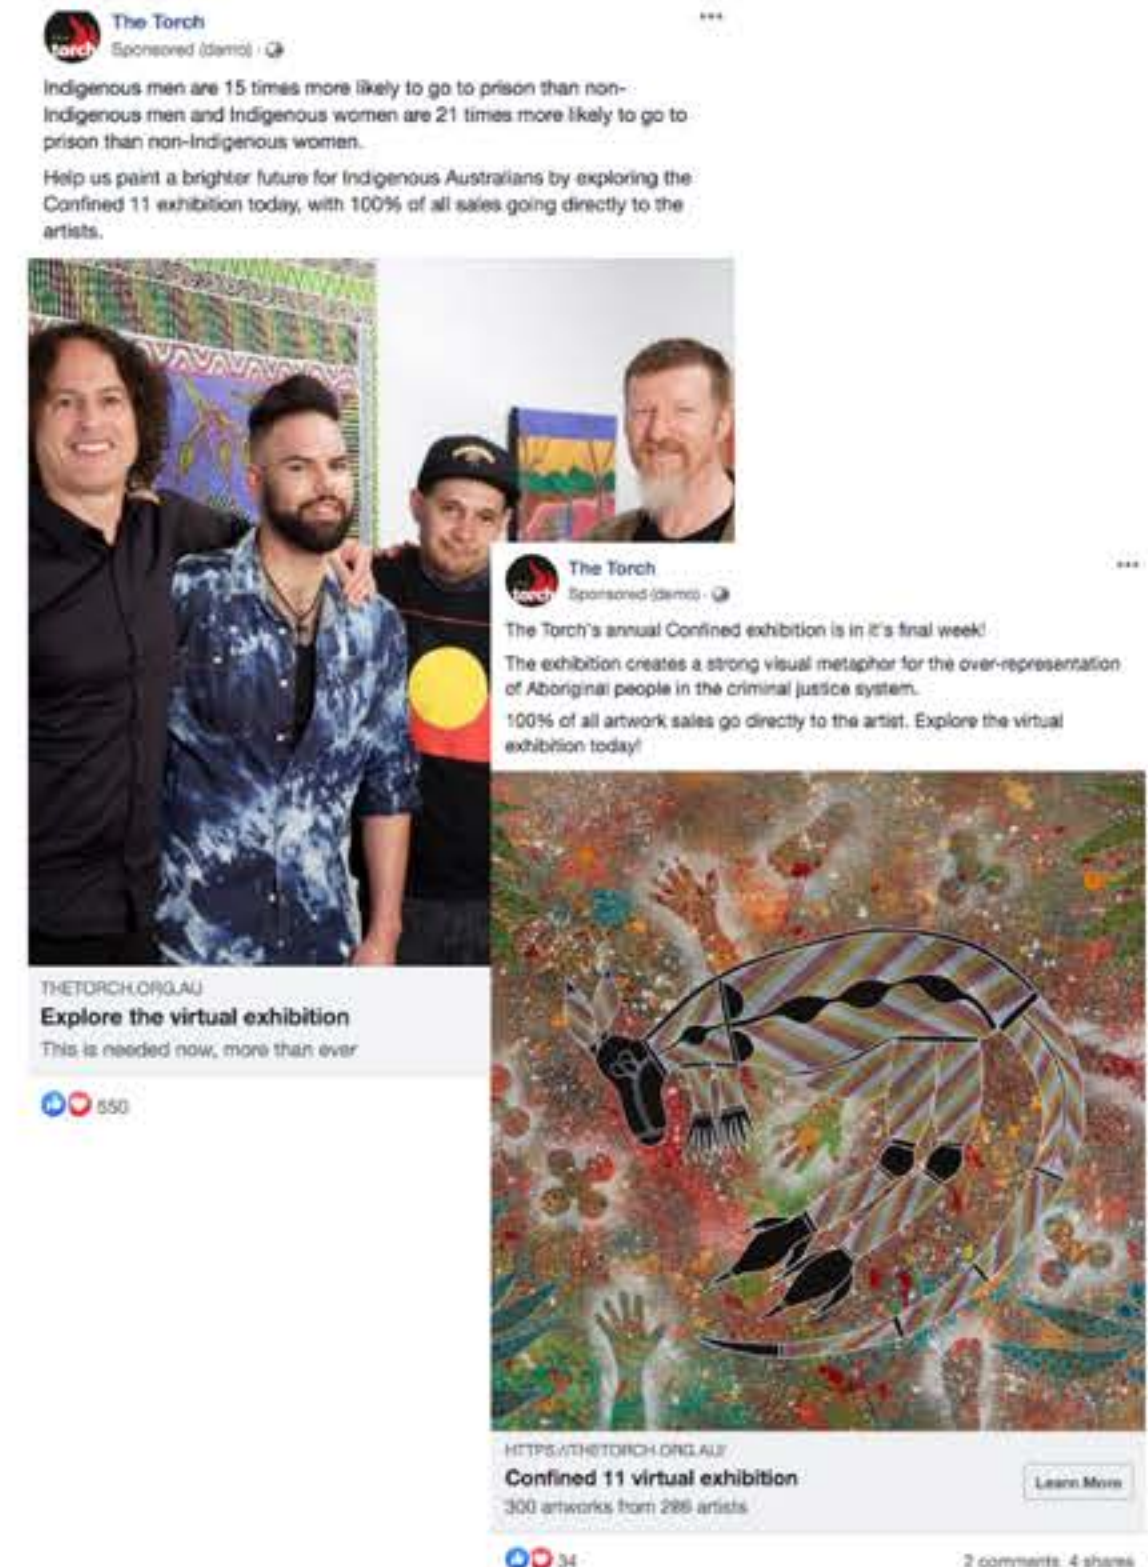 The Torch
Sponsored (demo)
Indigenous men are 15 times more likely to go to prison than non-
Indigenous men and Indigenous women are 21 times more likely to go to
prison than non-Indigenous women.
Help us paint a brighter future for Indigenous Australians by exploring the
Confined 11 exhibition today, with 100% of all sales going directly to the
artists.
THETORCH.ORG.AU
Explore the virtual exhibition
This is needed now, more than ever
550
The Torch
Sponsored (demo)
The Torch's annual Confined exhibition is in it's final week!
The exhibition creates a strong visual metaphor for the over-representation
of Aboriginal people in the criminal justice system.
100% of all artwork sales go directly to the artist. Explore the virtual
exhibition today!
HTTPS://THETORCH.ORG.AU/
Confined 11 virtual exhibition
Learn More
300 artworks from 286 artists
34
2 comments 4 shares